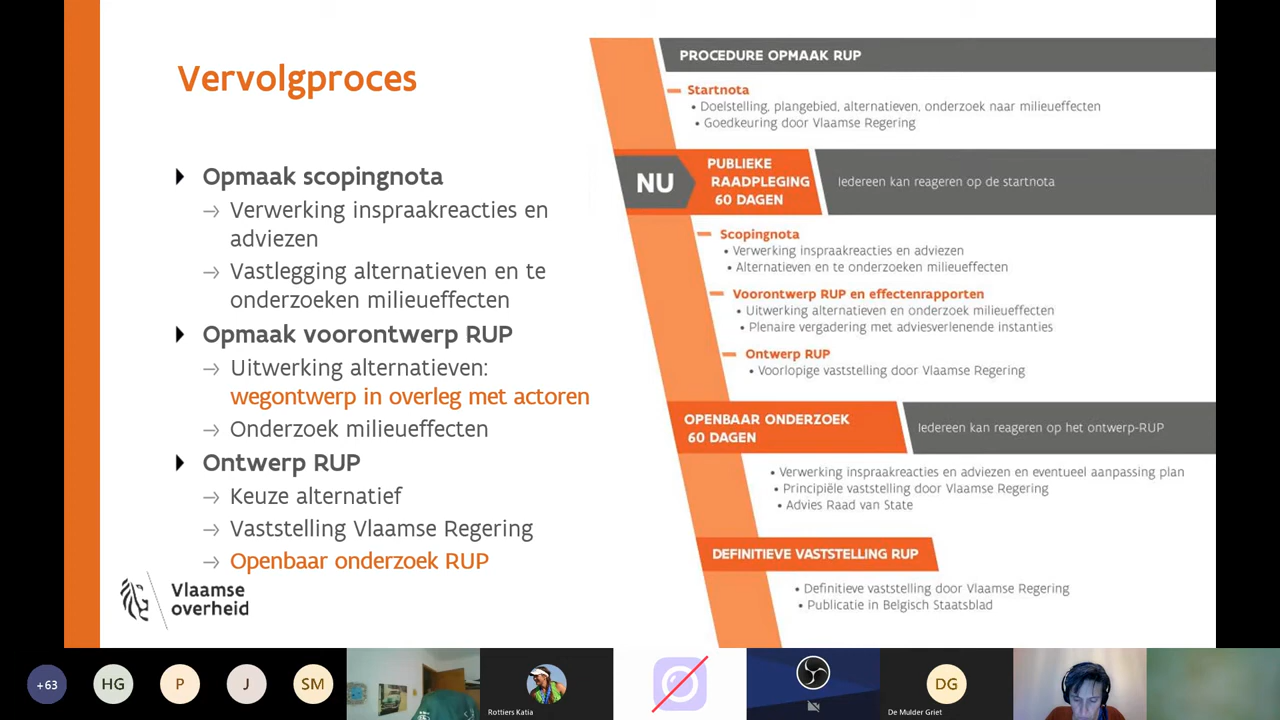 Vervolgproces
Opmaak scopingnota
→ Verwerking inspraakreacties en
adviezen
→ Vastlegging alternatieven en te
onderzoeken milieueffecten
Opmaak voorontwerp RUP
→ Uitwerking alternatieven:
wegontwerp in overleg met actoren
→ Onderzoek milieueffecten
Ontwerp RUP
→ Keuze alternatief
→ Vaststelling Vlaamse Regering
→ Openbaar onderzoek RUP
Vlaamse
overheid
PROCEDURE OPMAAK RUP
Startnota
• Doelstelling, plangebied, alternatieven, onderzoek naar milieueffecten
• Goedkeuring door Vlaamse Regering
NU
PUBLIEKE
RAADPLEGING
60 DAGEN
Iedereen kan reageren op de startnota
Scopingnota
• Verwerking inspraakreacties en adviezen
• Alternatieven en te onderzoeken milieueffecten
Voorontwerp RUP en effectenrapporten
• Uitwerking alternatieven en onderzoek milieueffecten
• Plenaire vergadering met adviesverlenende instanties
Ontwerp RUP
• Voorlopige vaststelling door Vlaamse Regering
OPENBAAR ONDERZOEK
60 DAGEN
Iedereen kan reageren op het ontwerp-RUP
• Verwerking inspraakreacties en adviezen en eventueel aanpassing plan
• Principiële vaststelling door Vlaamse Regering
• Advies Raad van State
DEFINITIEVE VASTSTELLING RUP
• Definitieve vaststelling door Vlaamse Regering
• Publicatie in Belgisch Staatsblad
+63
HG
P
J
SM
Rottiers Katia
DG
De Mulder Griet